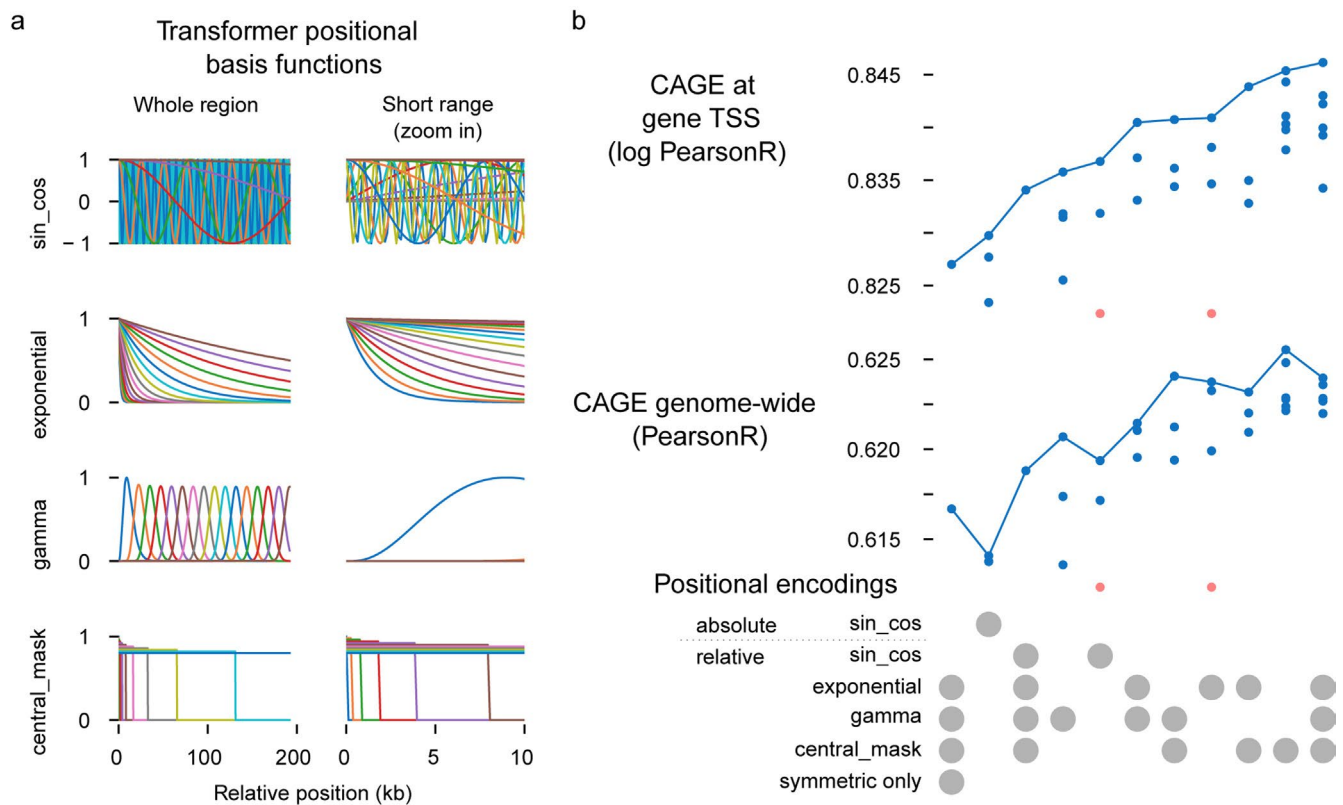 a
Transformer positional
basis functions
Whole region
Short range
(zoom in)
sin_cos
1
0
− 1
exponential
1
0
gamma
1
0
central_mask
1
0
0
100
200
0
5
10
Relative position (kb)
b
CAGE at
gene TSS
(log PearsonR)
0.845
0.835
0.825
CAGE genome-wide
(PearsonR)
0.625
0.620
0.615
Positional encodings
absolute
sin_cos
relative
sin_cos
exponential
gamma
central_mask
symmetric only